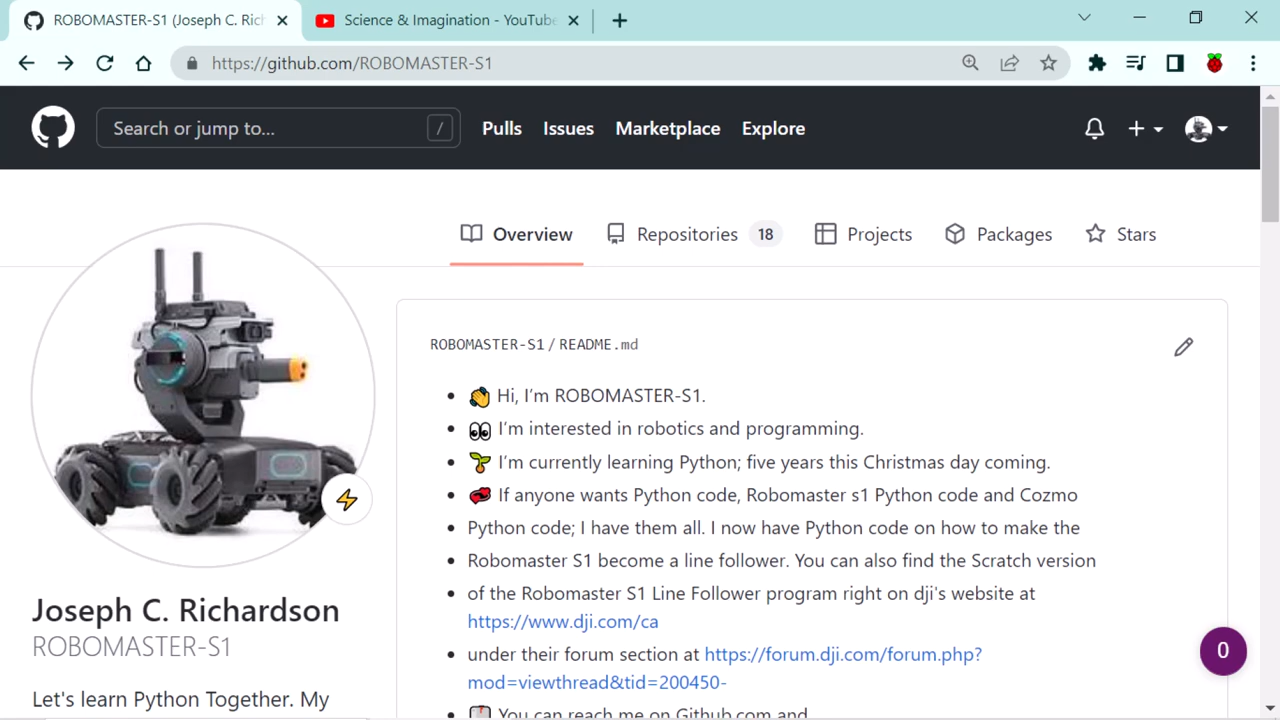 ROBOMASTER-S1 (Joseph C. Rich
Science & Imagination - YouTube
https://github.com/ROBOMASTER-S1
Search or jump to...
/
Pulls
Issues
Marketplace
Explore
Overview
Repositories 18
Projects
Packages
Stars
ROBOMASTER-S1 / README.md
Hi, I'm ROBOMASTER-S1.
I'm interested in robotics and programming.
I'm currently learning Python; five years this Christmas day coming.
If anyone wants Python code, Robomaster s1 Python code and Cozmo
Python code; I have them all. I now have Python code on how to make the
Robomaster S1 become a line follower. You can also find the Scratch version
of the Robomaster S1 Line Follower program right on dji's website at
https://www.dji.com/ca
under their forum section at https://forum.dji.com/forum.php?
mod=viewthread&tid=200450-
You can reach me on Github.com and
Joseph C. Richardson
ROBOMASTER-S1
Let's learn Python Together. My
0